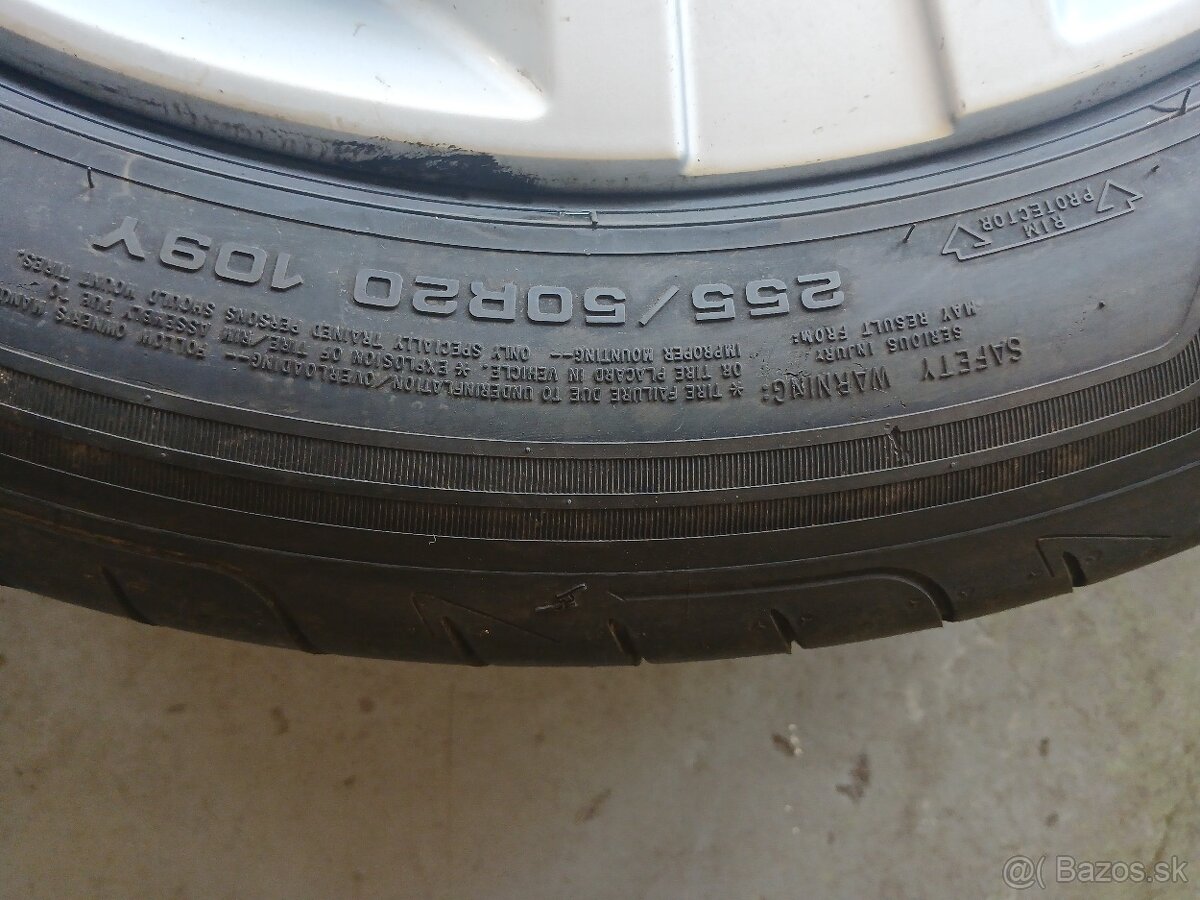 RIM
PROTECTOR
255/50R20 109Y
SAFETY WARNING:
SERIOUS INJURY
MAY RESULT FROM:
* TIRE FAILURE DUE TO UNDERINFLATION/OVERLOADING-- FOLLOW OWNER'S
OR TIRE PLACARD IN VEHICLE. * EXPLOSION OF TIRE/RIM ASSEMBLY DUE
IMPROPER MOUNTING-- ONLY SPECIALLY TRAINED PERSONS SHOULD MOUNT TIRES.
@( Bazos.sk